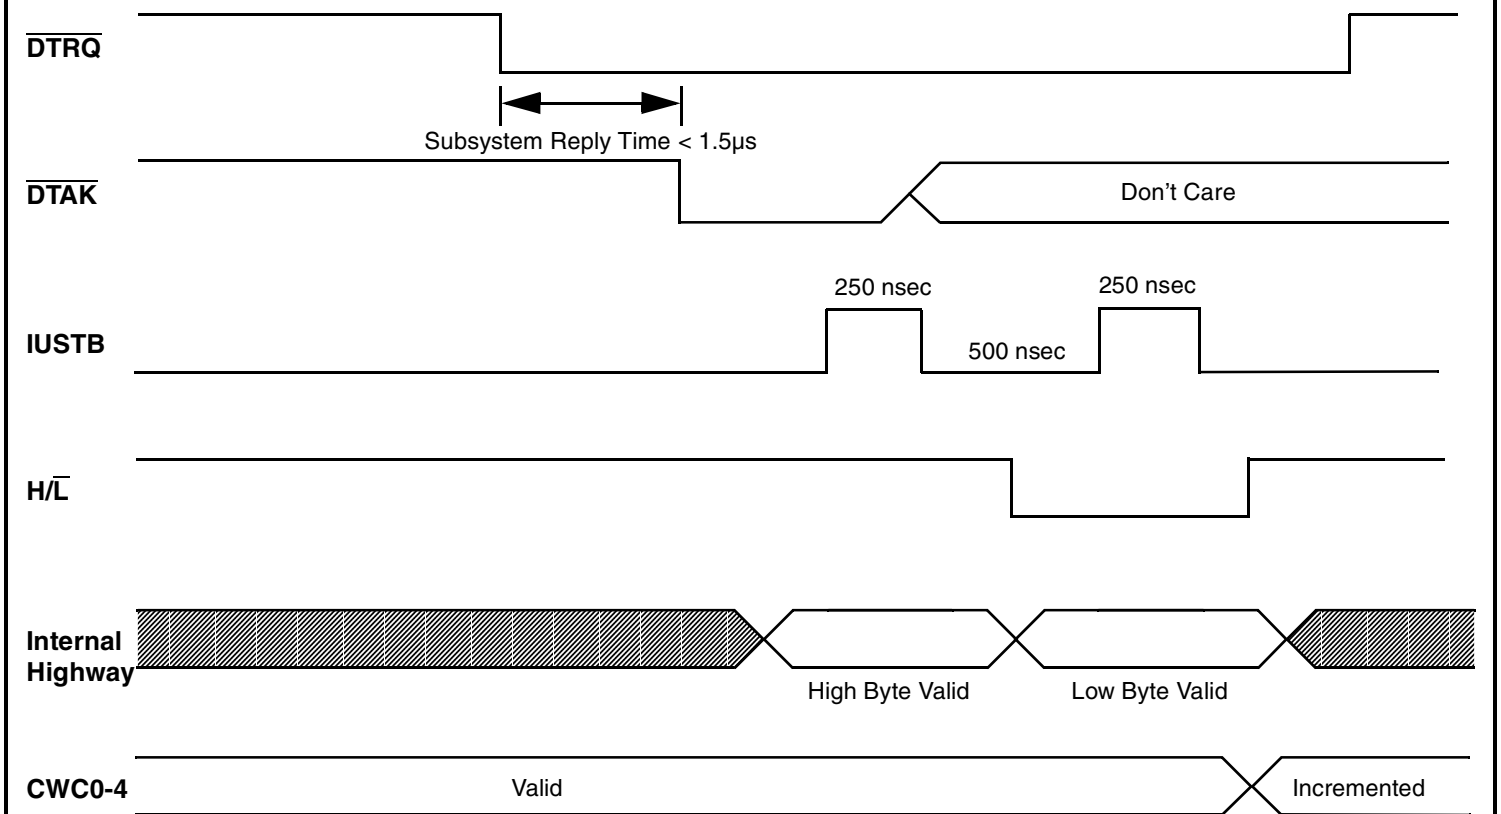 DTRQ
Subsystem Reply Time < 1.5µs
DTAK
Don't Care
250 nsec
250 nsec
IUSTB
500 nsec
H/L
Internal
Highway
High Byte Valid
Low Byte Valid
CWC0-4
Valid
Incremented